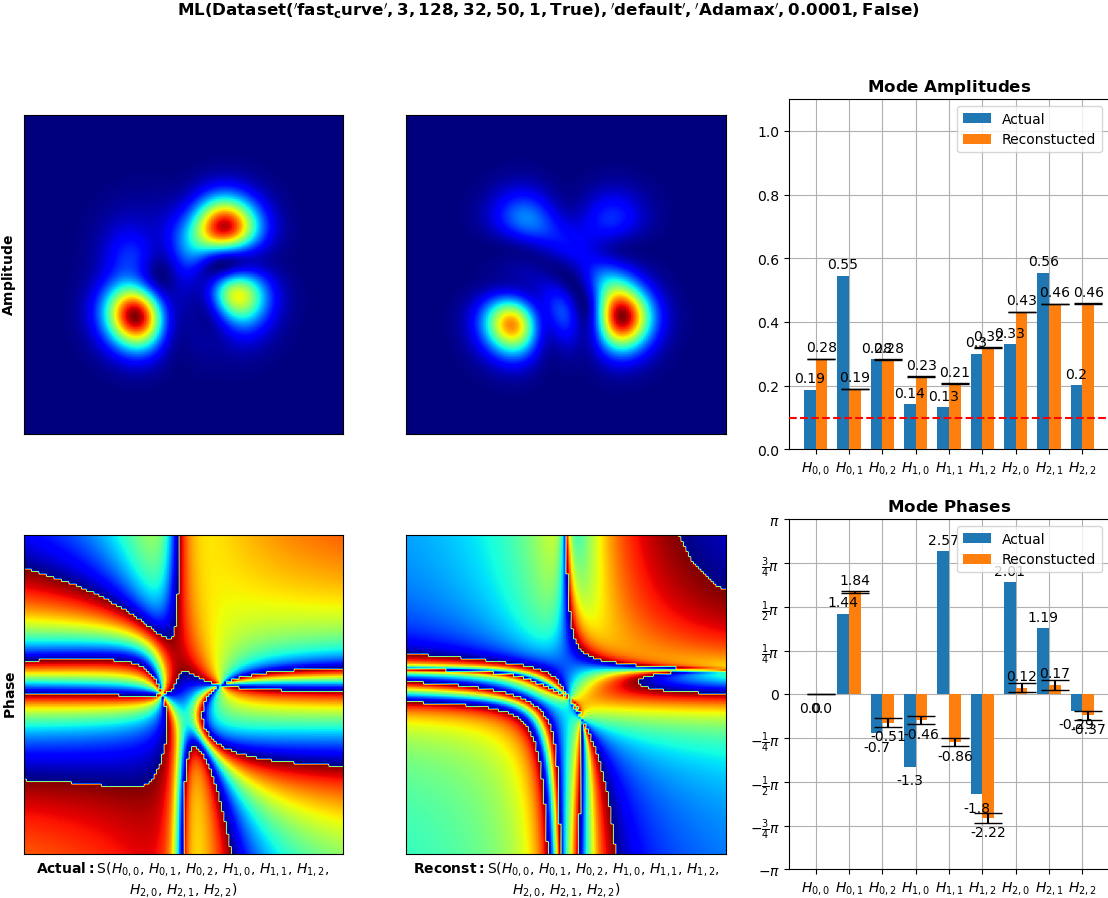 ML(Dataset('fast_curve', 3, 128, 32, 50, 1, True), 'default', 'Adamax', 0.0001, False)
Amplitude
Mode Amplitudes
Actual
Reconstucted
1.0
0.8
0.6
0.4
0.2
0.0
0.19
0.28
0.55
0.19
0.28
0.28
0.14
0.23
0.13
0.21
0.3
0.32
0.33
0.43
0.56
0.46
0.2
0.46
H0,0 H0,1 H0,2 H1,0 H1,1 H1,2 H2,0 H2,1 H2,2
Phase
Actual: S(H0,0, H0,1, H0,2, H1,0, H1,1, H1,2,
H2,0, H2,1, H2,2)
Reconst: S(H0,0, H0,1, H0,2, H1,0, H1,1, H1,2,
H2,0, H2,1, H2,2)
Mode Phases
Actual
Reconstucted
π
3/4π
1/2π
1/4π
0
−1/4π
−1/2π
−3/4π
−π
0.0
0.0
1.44
1.84
-0.7
-0.51
-1.3
-0.46
2.57
-0.86
-1.8
-2.22
2.01
0.12
1.19
0.17
-0.29
-0.37
H0,0 H0,1 H0,2 H1,0 H1,1 H1,2 H2,0 H2,1 H2,2